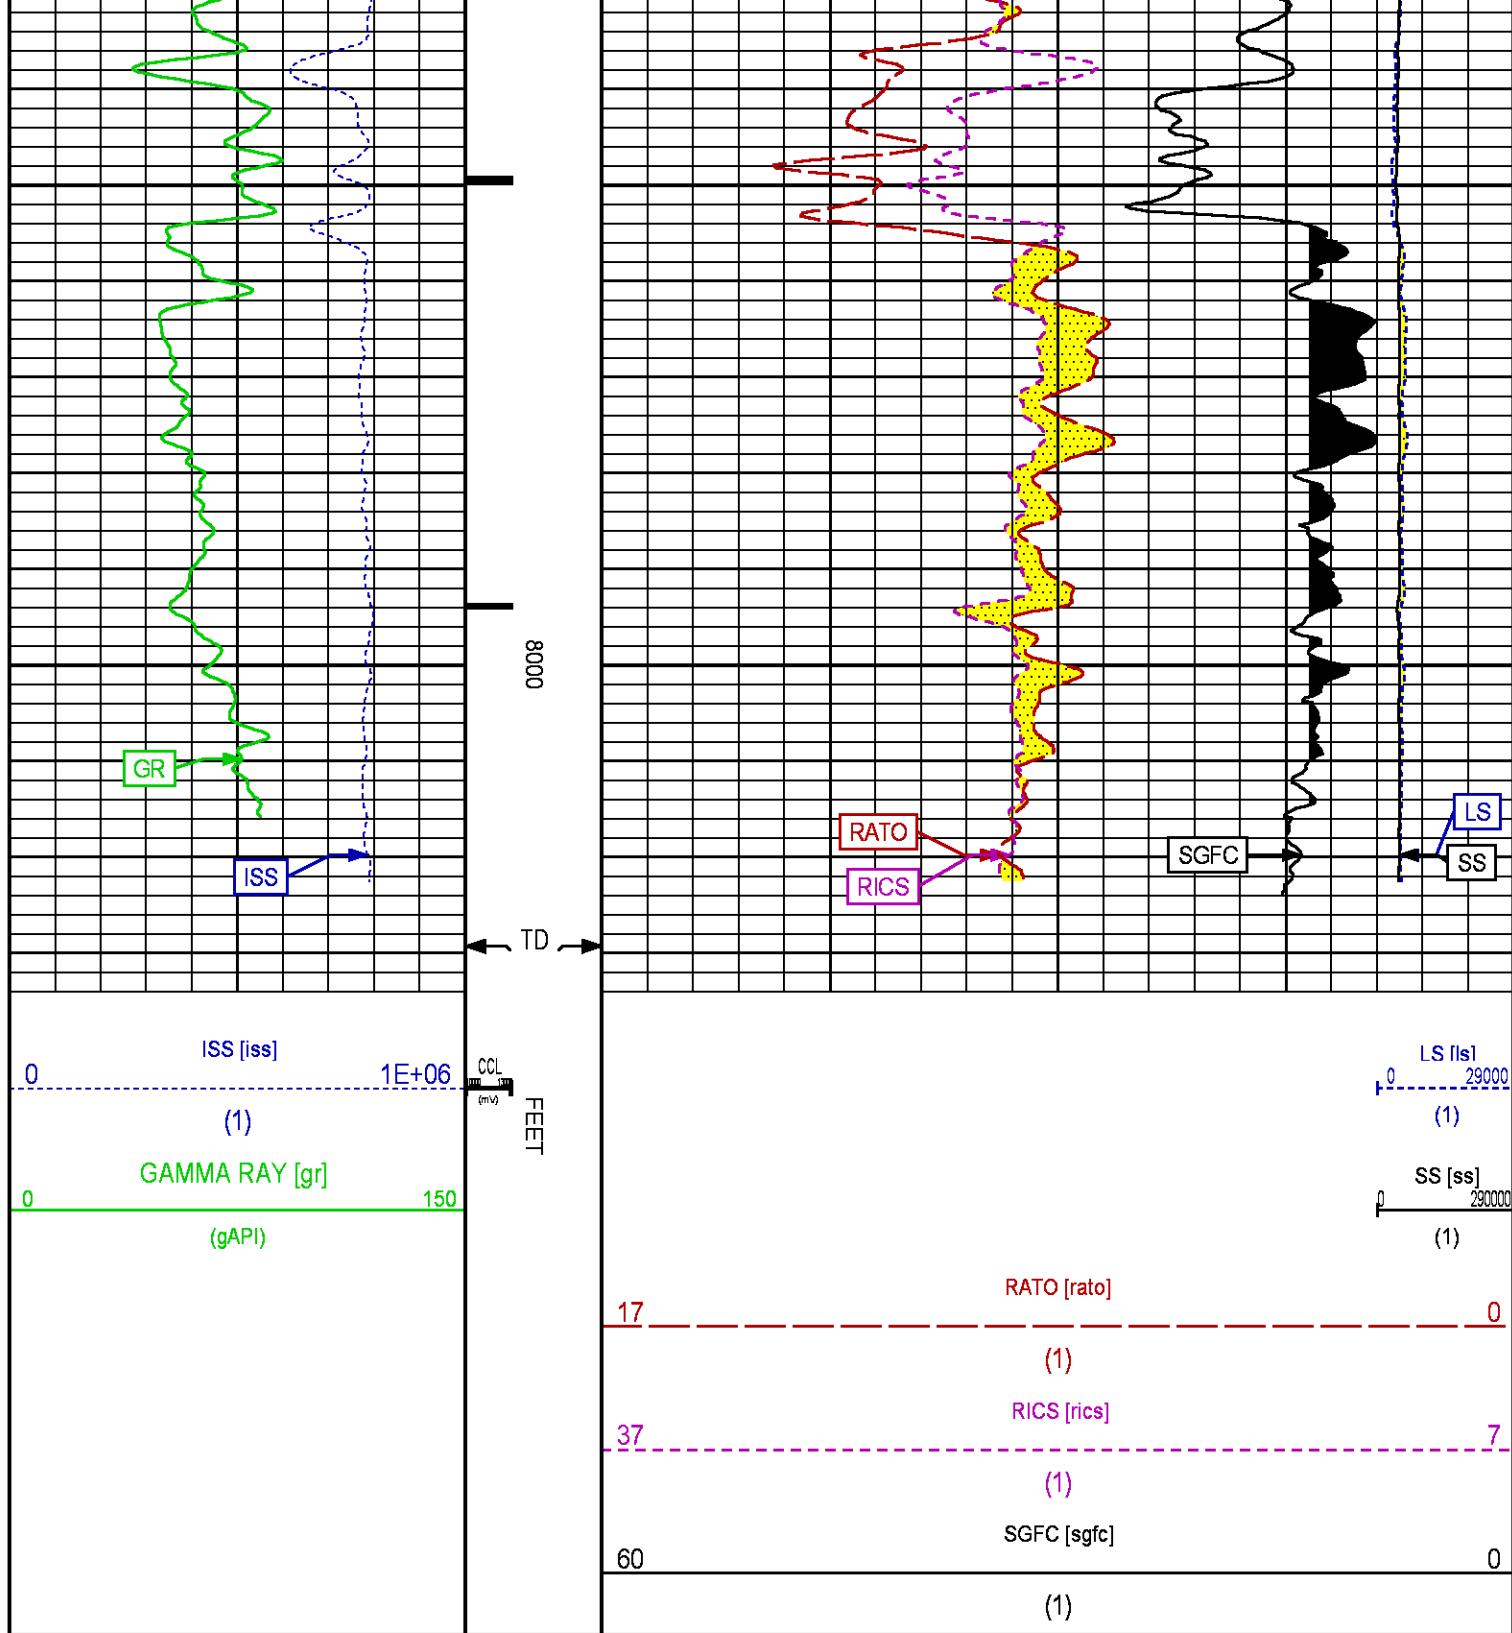 8000
GR
RATO
LS
SGFC
SS
ISS
RICS
TD
ISS [iss]
0 1E+06
(1)
CCL
(mV)
FEET
LS [ls]
0 29000
(1)
GAMMA RAY [gr]
0 150
(gAPI)
SS [ss]
0 290000
(1)
RATO [rato]
17 0
(1)
RICS [rics]
37 7
(1)
SGFC [sgfc]
60 0
(1)